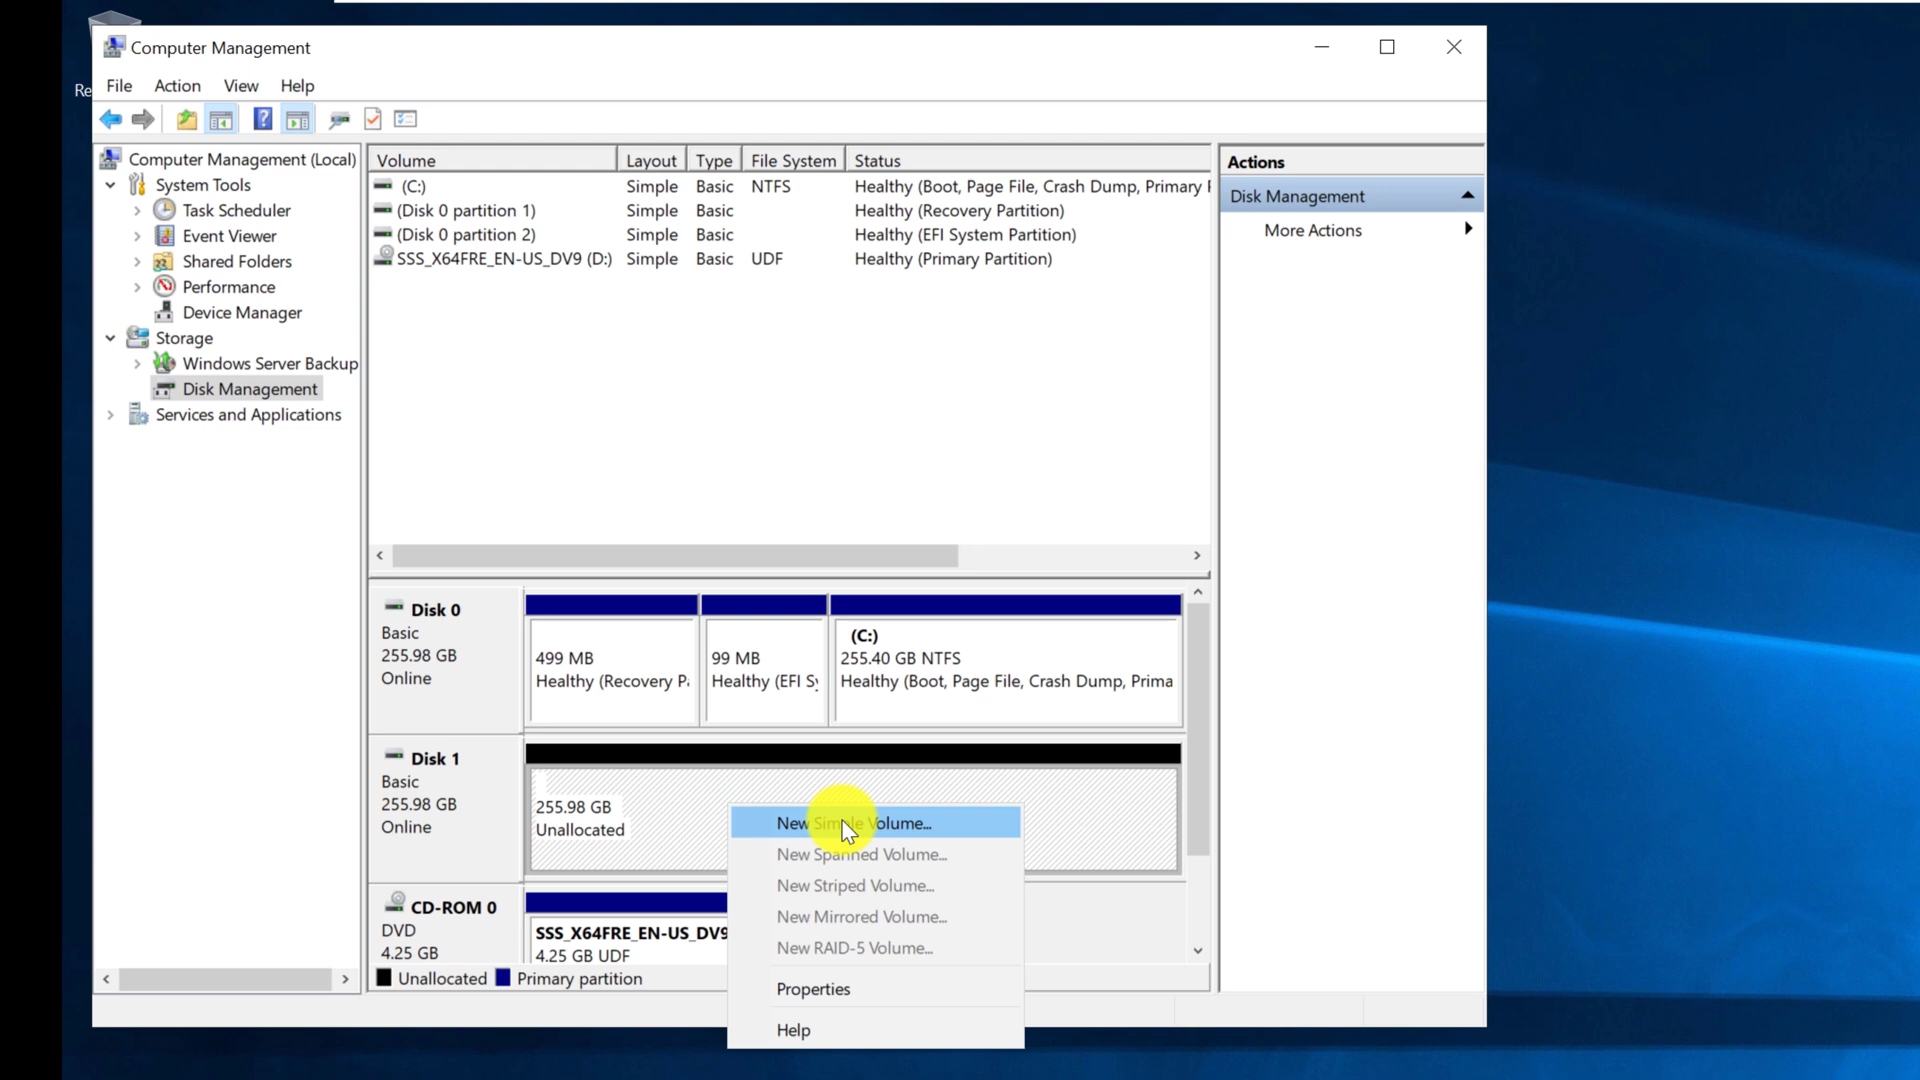 Computer Management
Re
File Action View Help
Computer Management (Local)
System Tools
Task Scheduler
Event Viewer
Shared Folders
Performance
Device Manager
Storage
Windows Server Backup
Disk Management
Services and Applications
Volume Layout Type File System Status
(C:) Simple Basic NTFS Healthy (Boot, Page File, Crash Dump, Primary
(Disk 0 partition 1) Simple Basic Healthy (Recovery Partition)
(Disk 0 partition 2) Simple Basic Healthy (EFI System Partition)
SSS_X64FRE_EN-US_DV9 (D:) Simple Basic UDF Healthy (Primary Partition)
Actions
Disk Management
More Actions
Disk 0
Basic
255.98 GB
Online
499 MB
Healthy (Recovery P
99 MB
Healthy (EFI Sy
(C:)
255.40 GB NTFS
Healthy (Boot, Page File, Crash Dump, Prima
Disk 1
Basic
255.98 GB
Online
255.98 GB
Unallocated
CD-ROM 0
DVD
4.25 GB
SSS_X64FRE_EN-US_DV9
4.25 GB UDF
Unallocated Primary partition
New Simple Volume...
New Spanned Volume...
New Striped Volume...
New Mirrored Volume...
New RAID-5 Volume...
Properties
Help